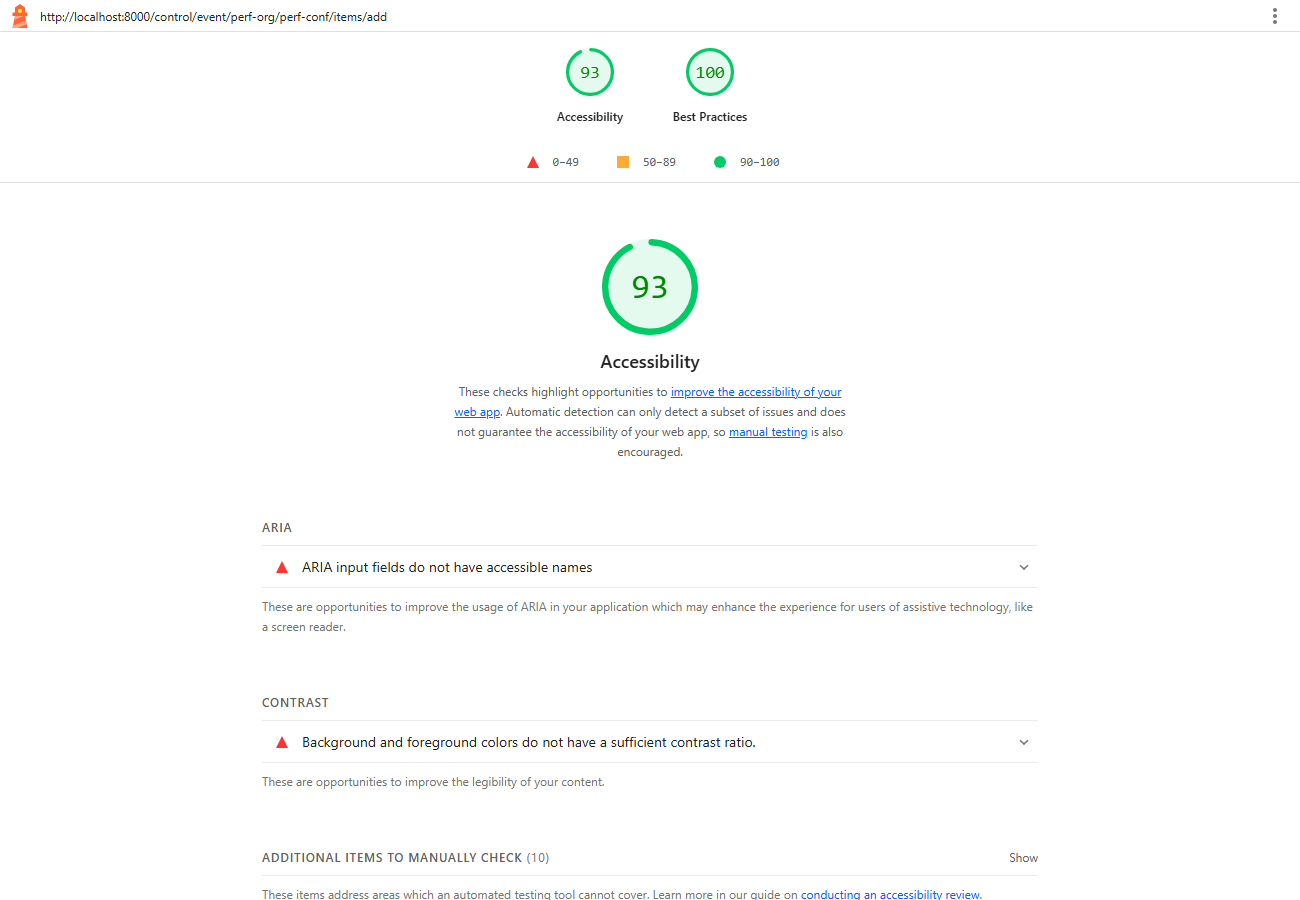 http://localhost:8000/control/event/perf-org/perf-conf/items/add
93
100
Accessibility
Best Practices
0–49
50–89
90–100
93
Accessibility
These checks highlight opportunities to improve the accessibility of your
web app. Automatic detection can only detect a subset of issues and does
not guarantee the accessibility of your web app, so manual testing is also
encouraged.
ARIA
ARIA input fields do not have accessible names
These are opportunities to improve the usage of ARIA in your application which may enhance the experience for users of assistive technology, like
a screen reader.
CONTRAST
Background and foreground colors do not have a sufficient contrast ratio.
These are opportunities to improve the legibility of your content.
ADDITIONAL ITEMS TO MANUALLY CHECK (10)
Show
These items address areas which an automated testing tool cannot cover. Learn more in our guide on conducting an accessibility review.